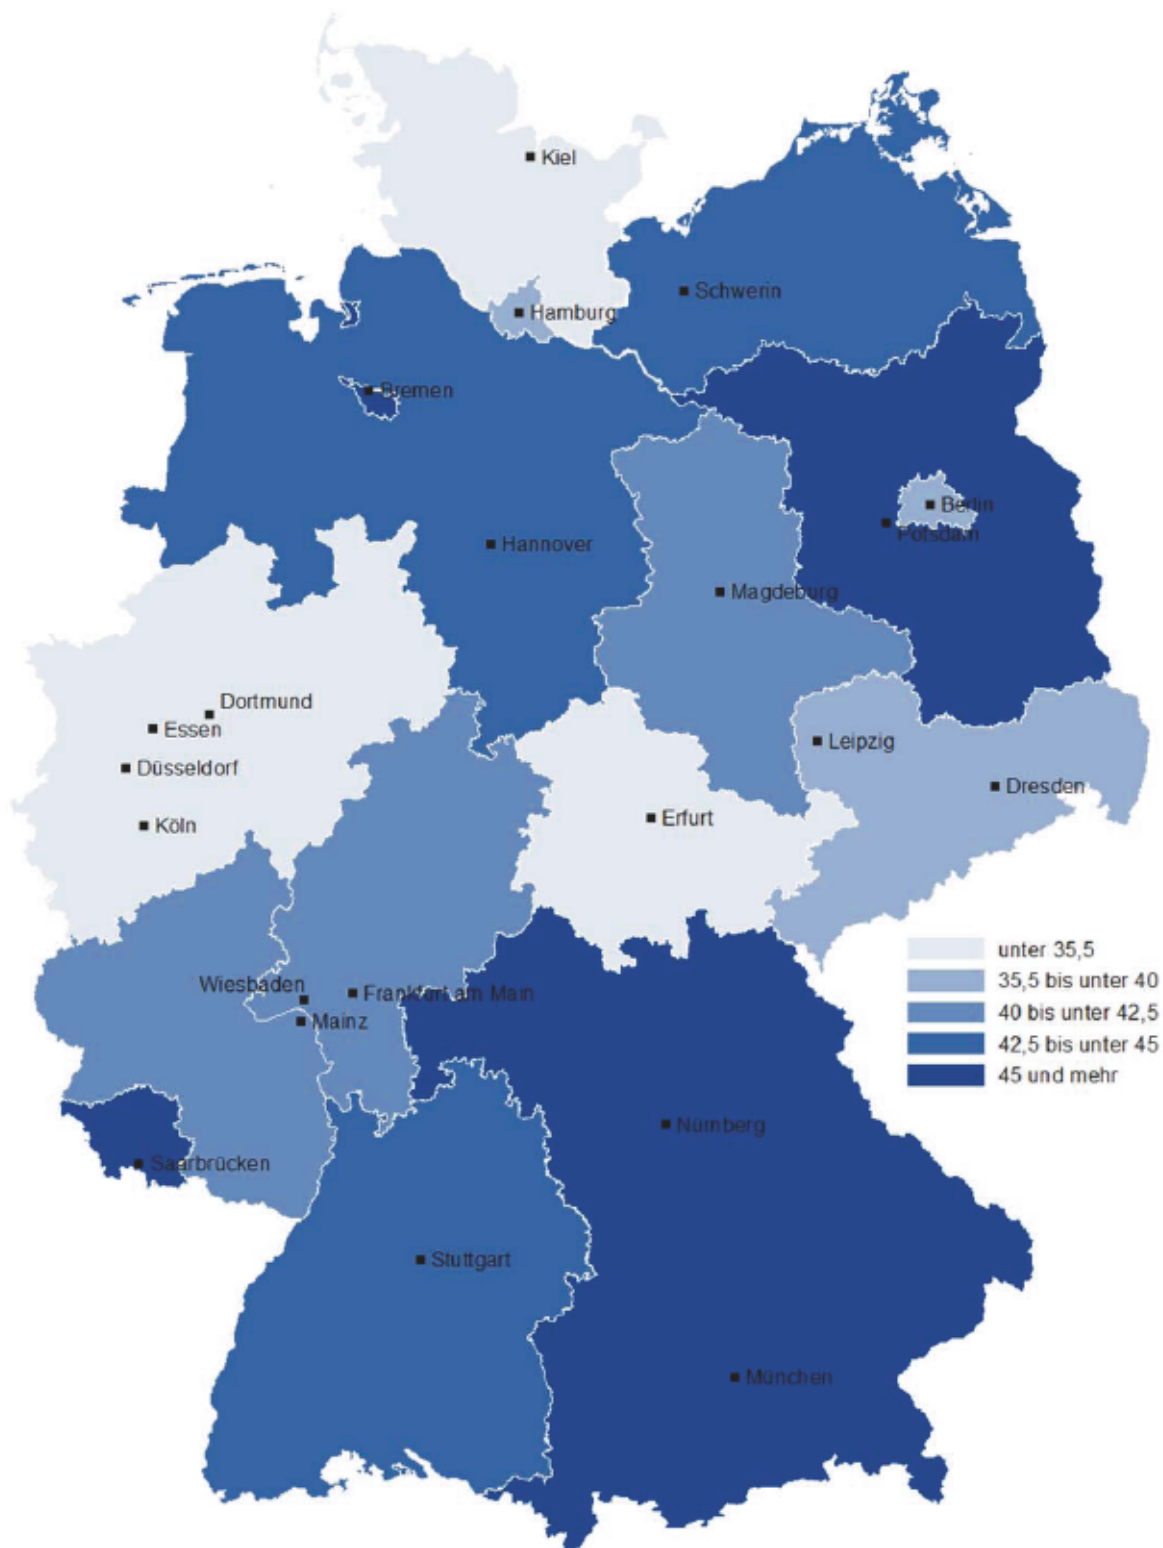 Kiel
Schwerin
Hamburg
Bremen
Berlin
Potsdam
Hannover
Magdeburg
Dortmund
Essen
Leipzig
Düsseldorf
Dresden
Erfurt
Köln
unter 35,5
35,5 bis unter 40
40 bis unter 42,5
42,5 bis unter 45
45 und mehr
Wiesbaden
Frankfurt am Main
Mainz
Nürnberg
Saarbrücken
Stuttgart
München